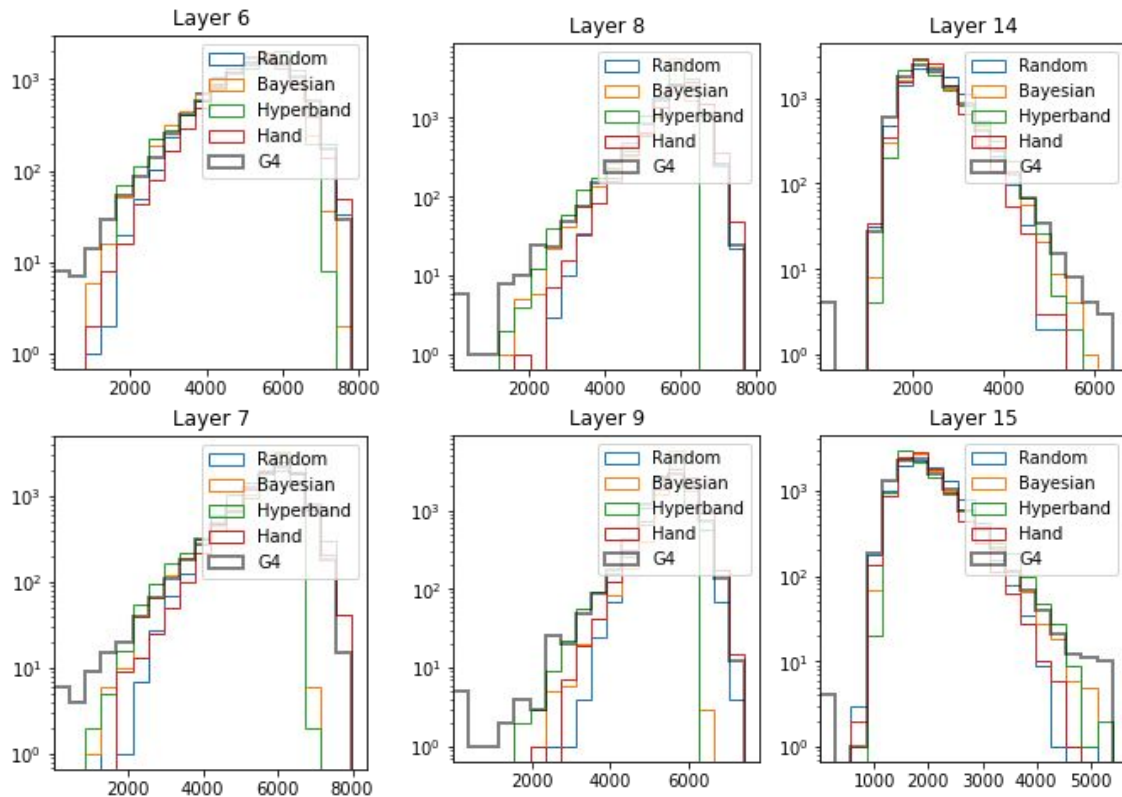 Layer 6
10³
10²
10¹
10⁰
2000 4000 6000 8000
Random
Bayesian
Hyperband
Hand
G4
Layer 8
10³
10²
10¹
10⁰
2000 4000 6000 8000
Random
Bayesian
Hyperband
Hand
G4
Layer 14
10³
10²
10¹
10⁰
2000 4000 6000
Random
Bayesian
Hyperband
Hand
G4
Layer 7
10³
10²
10¹
10⁰
2000 4000 6000 8000
Random
Bayesian
Hyperband
Hand
G4
Layer 9
10³
10²
10¹
10⁰
2000 4000 6000
Random
Bayesian
Hyperband
Hand
G4
Layer 15
10³
10²
10¹
10⁰
1000 2000 3000 4000 5000
Random
Bayesian
Hyperband
Hand
G4